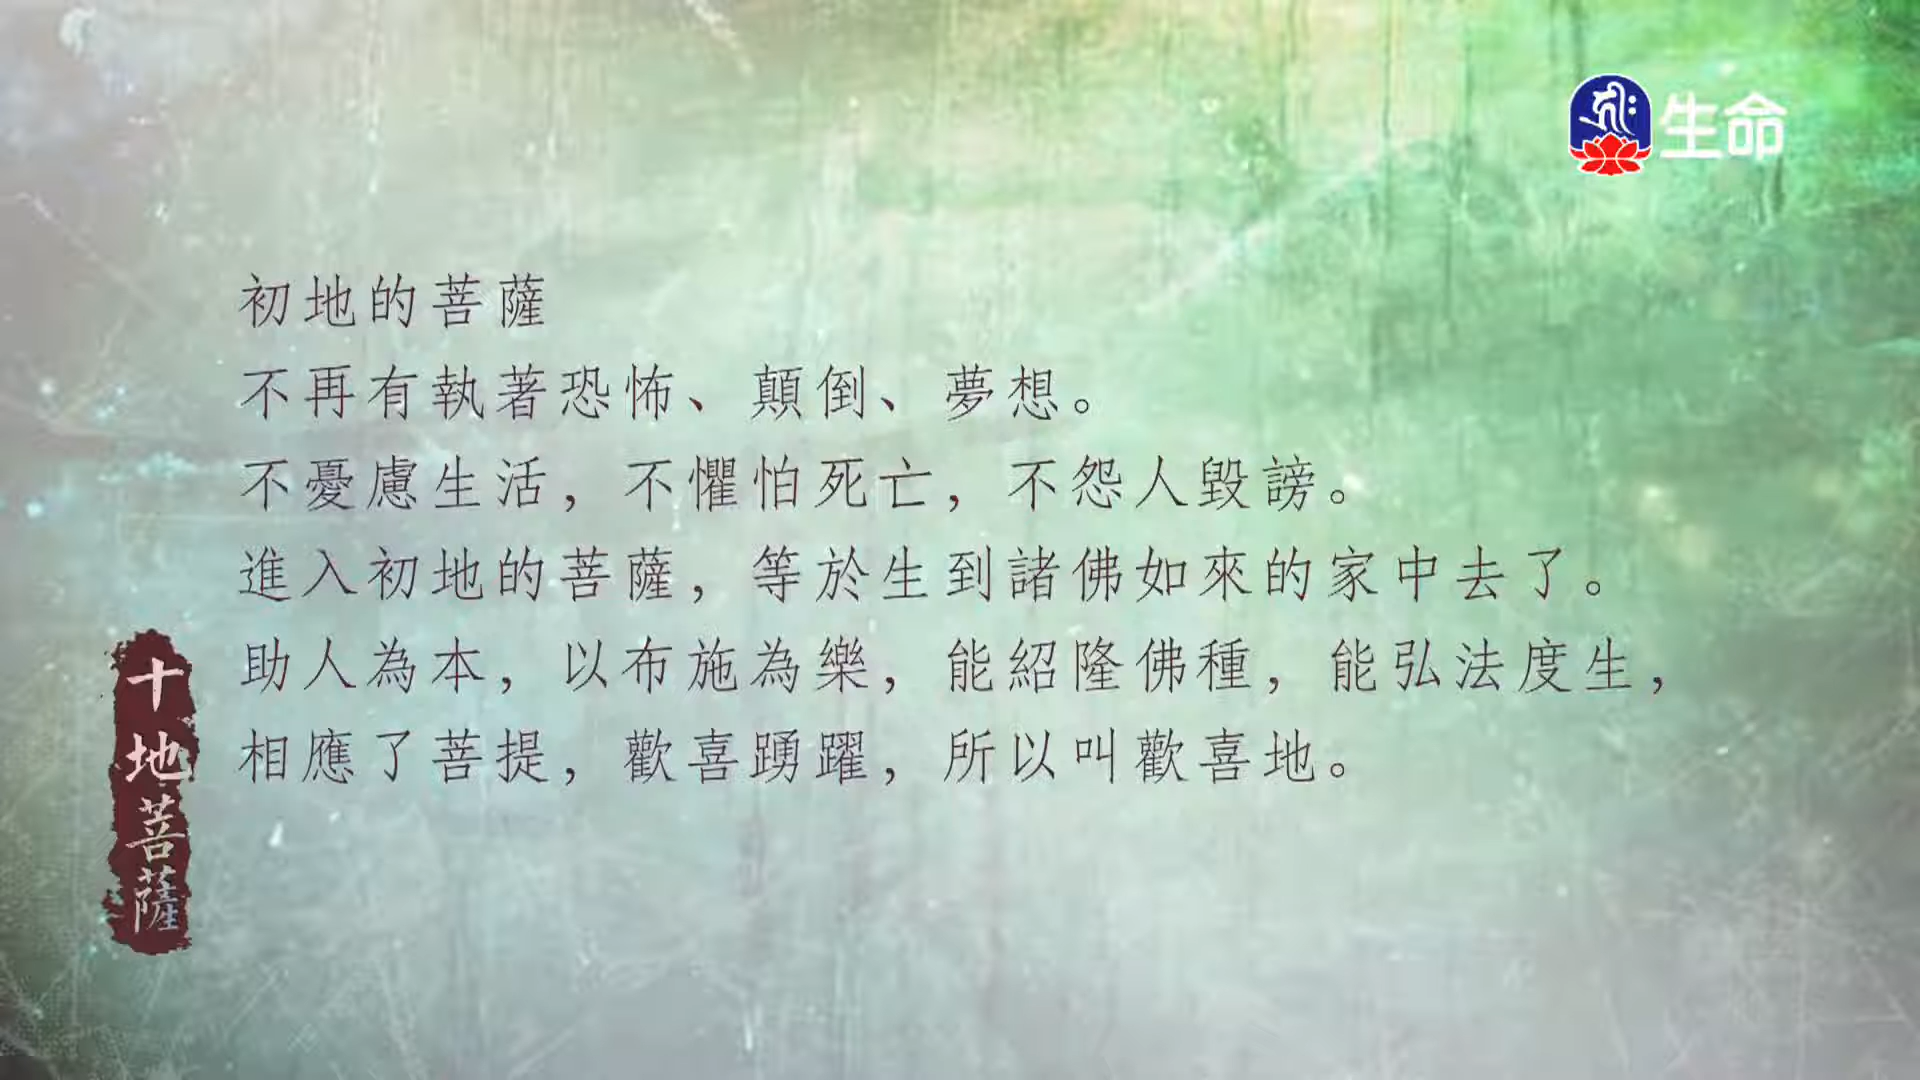 生命
初地的菩薩
不再有執著恐怖、顛倒、夢想。
不憂慮生活，不懼怕死亡，不怨人毀謗。
進入初地的菩薩，等於生到諸佛如來的家中去了。
助人為本，以布施為樂，能紹隆佛種，能弘法度生，
相應了菩提，歡喜踴躍，所以叫歡喜地。
十地菩薩